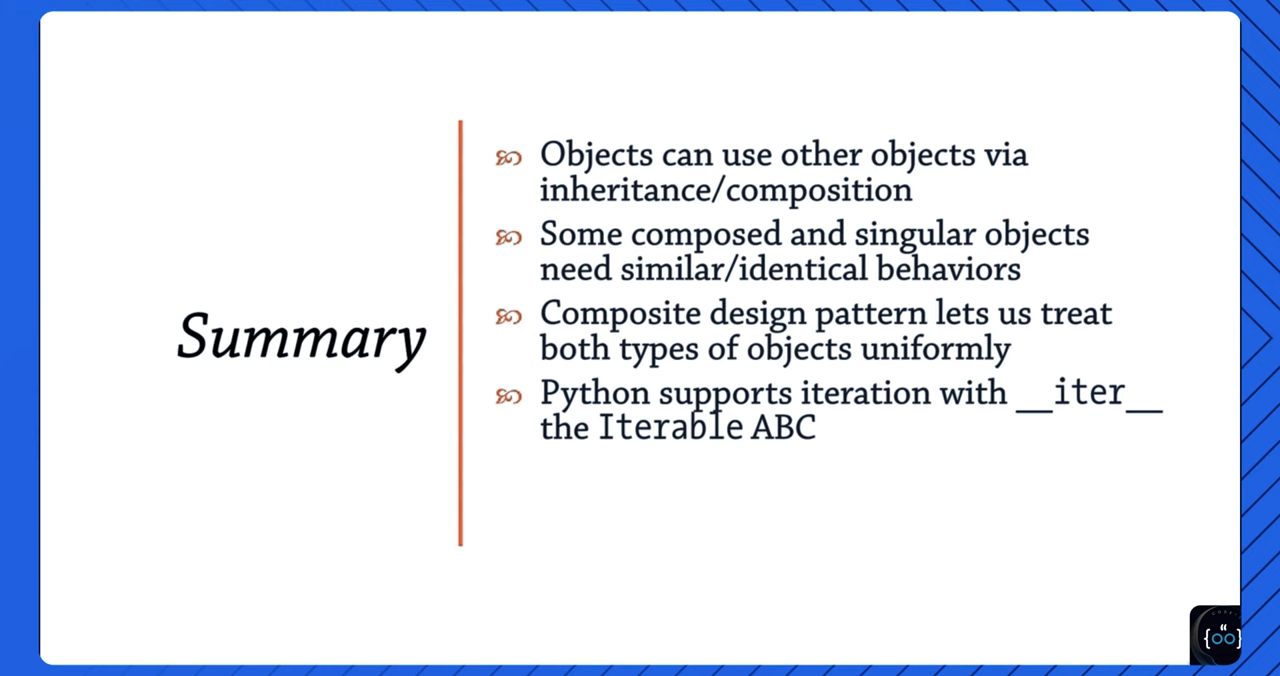 Summary
Objects can use other objects via
inheritance/composition
Some composed and singular objects
need similar/identical behaviors
Composite design pattern lets us treat
both types of objects uniformly
Python supports iteration with __iter__
the Iterable ABC
{oo}